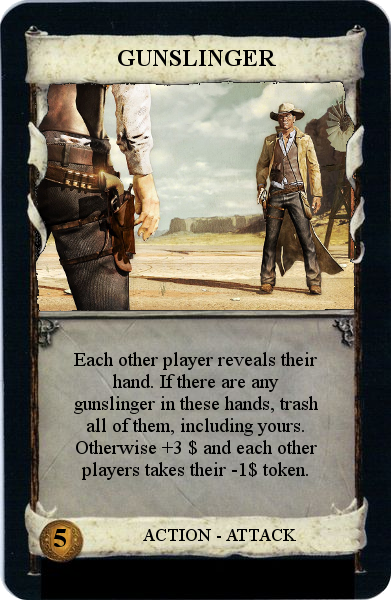 GUNSLINGER
Each other player reveals their
hand. If there are any
gunslinger in these hands, trash
all of them, including yours.
Otherwise +3 $ and each other
players takes their -1$ token.
5
ACTION - ATTACK